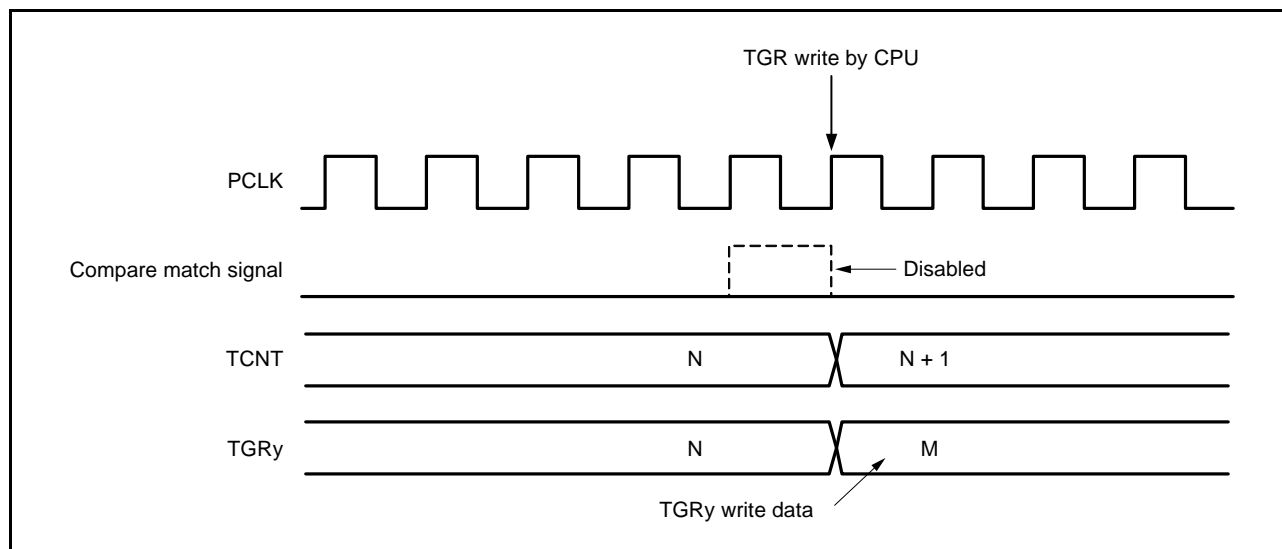 TGR write by CPU
PCLK
Compare match signal
Disabled
TCNT
N
N + 1
TGRy
N
M
TGRy write data